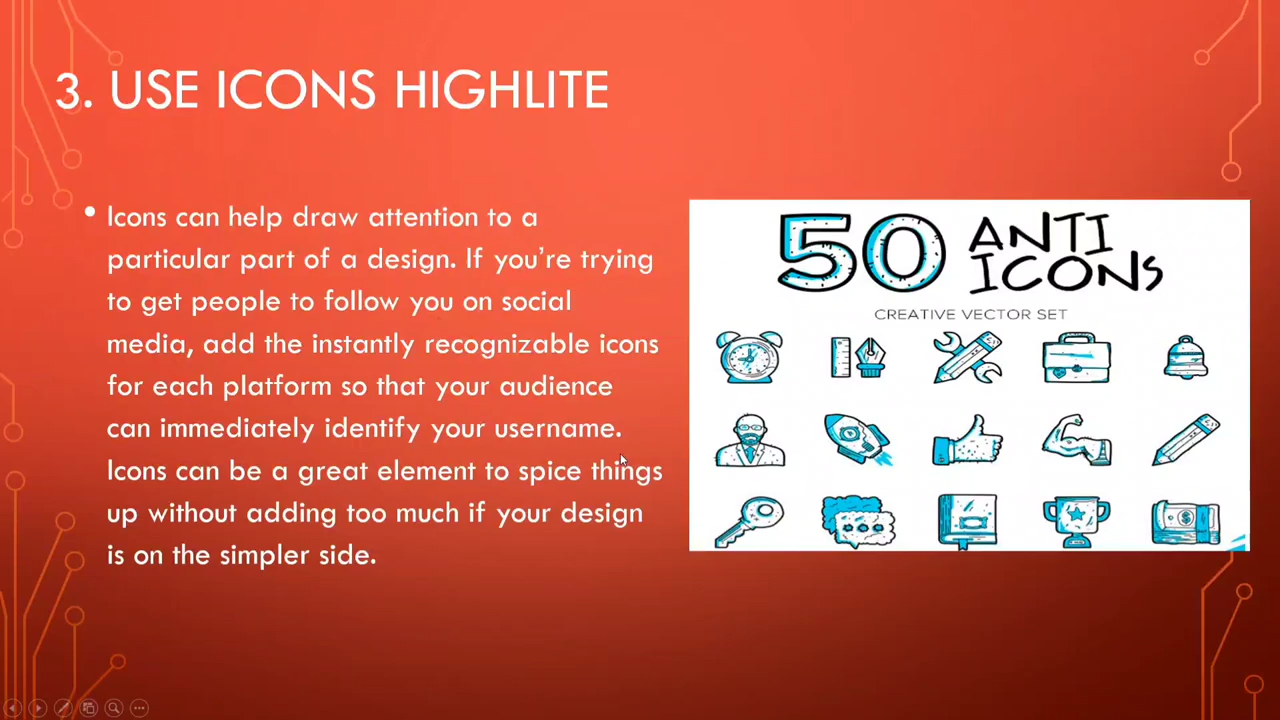 3. USE ICONS HIGHLITE
• Icons can help draw attention to a
particular part of a design. If you’re trying
to get people to follow you on social
media, add the instantly recognizable icons
for each platform so that your audience
can immediately identify your username.
Icons can be a great element to spice things
up without adding too much if your design
is on the simpler side.
50 ANTI
ICONS
CREATIVE VECTOR SET